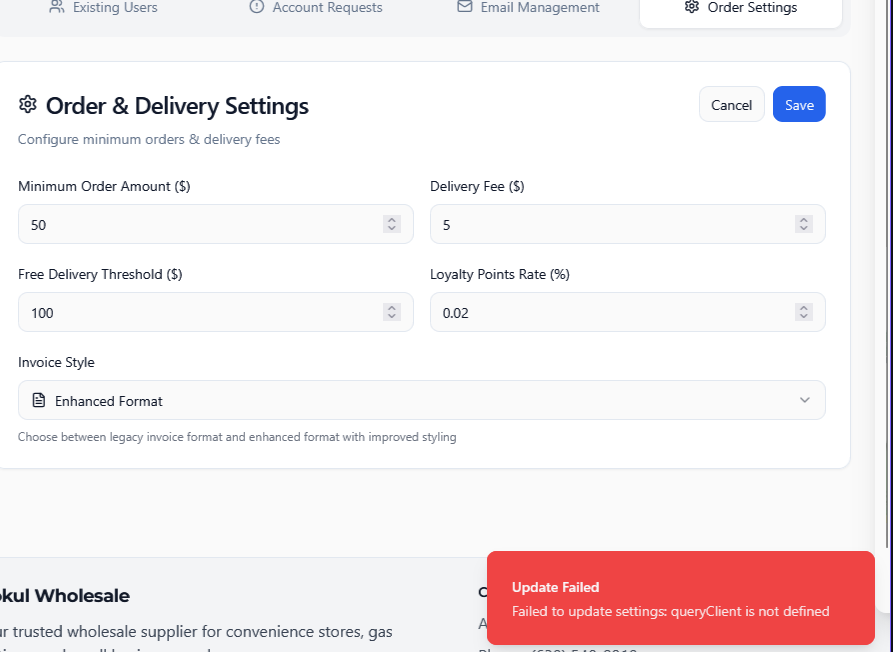 Existing Users
Account Requests
Email Management
Order Settings
Order & Delivery Settings
Cancel
Save
Configure minimum orders & delivery fees
Minimum Order Amount ($)
Delivery Fee ($)
50
5
Free Delivery Threshold ($)
Loyalty Points Rate (%)
100
0.02
Invoice Style
Enhanced Format
Choose between legacy invoice format and enhanced format with improved styling
Update Failed
Failed to update settings: queryClient is not defined
okul Wholesale
trusted wholesale supplier for convenience stores, gas